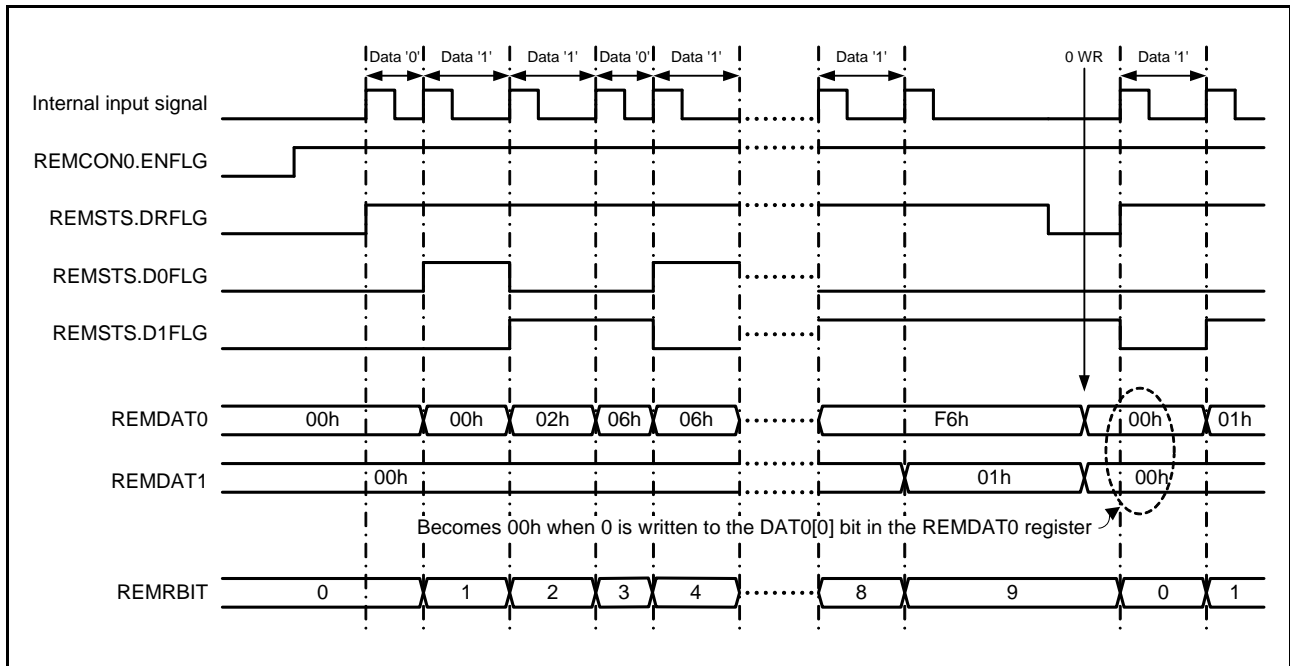 Data '0' Data '1' Data '1' Data '0' Data '1' Data '1' 0 WR Data '1'
Internal input signal
REMCON0.ENFLG
REMSTS.DRFLG
REMSTS.D0FLG
REMSTS.D1FLG
REMDAT0 00h 00h 02h 06h 06h F6h 00h 01h
REMDAT1 00h 01h 00h
Becomes 00h when 0 is written to the DAT0[0] bit in the REMDAT0 register
REMRBIT 0 1 2 3 4 8 9 0 1